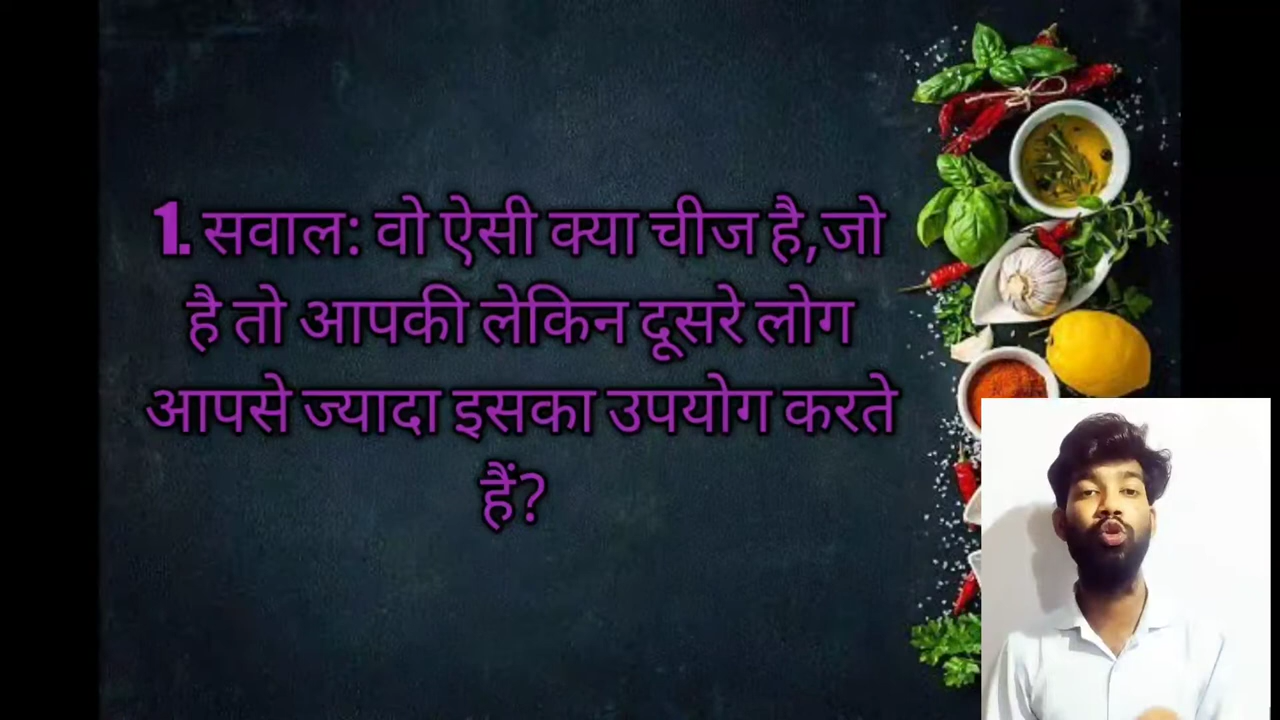 1. सवाल: वो ऐसी क्या चीज है,जो
है तो आपकी लेकिन दूसरे लोग
आपसे ज्यादा इसका उपयोग करते
हैं?